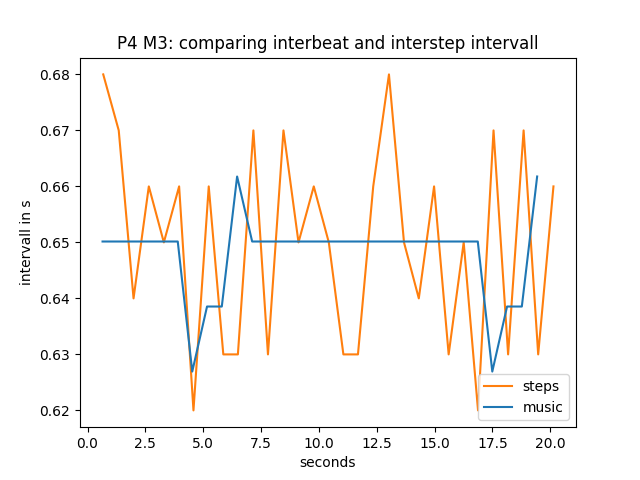 P4 M3: comparing interbeat and interstep intervall
0.68
0.67
0.66
0.65
0.64
0.63
0.62
intervall in s
0.0 2.5 5.0 7.5 10.0 12.5 15.0 17.5 20.0
seconds
steps
music